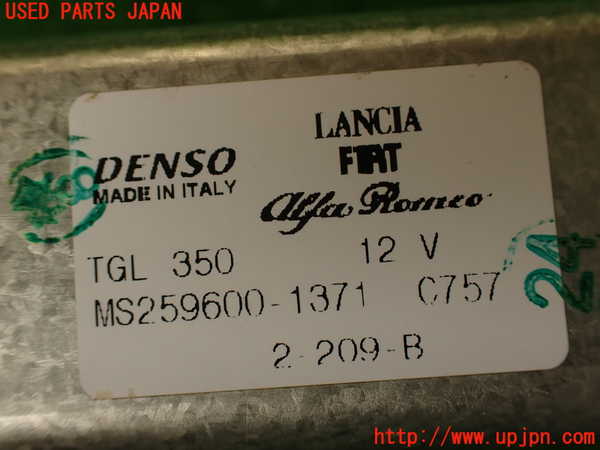 USED PARTS JAPAN
LANCIA
DENSO
FIAT
MADE IN ITALY
Alfa Romeo
TGL 350 12 V
MS259600-1371 C757
2-209-B
24
http://www.upjpn.com/